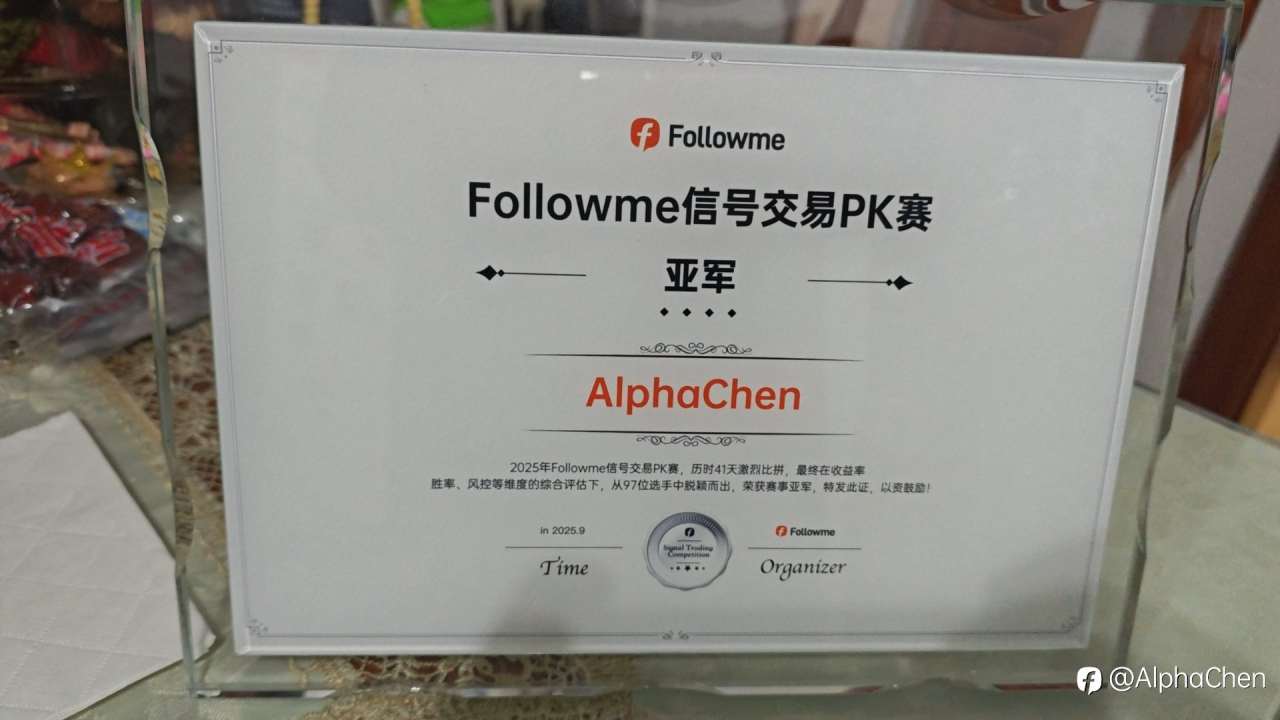 Followme
Followme信号交易PK赛
亚军
AlphaChen
2025年Followme信号交易PK赛，历时41天激烈比拼，最终在收益率
胜率、风控等维度的综合评估下，从97位选手中脱颖而出，荣获赛事亚军，特发此证，以资鼓励！
in 2025.9
Time
Signal Trading
Competition
Followme
Organizer
@AlphaChen